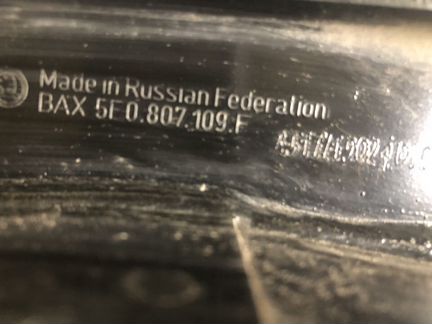 Made in Russian Federation
BAX 5E0.807.109.F